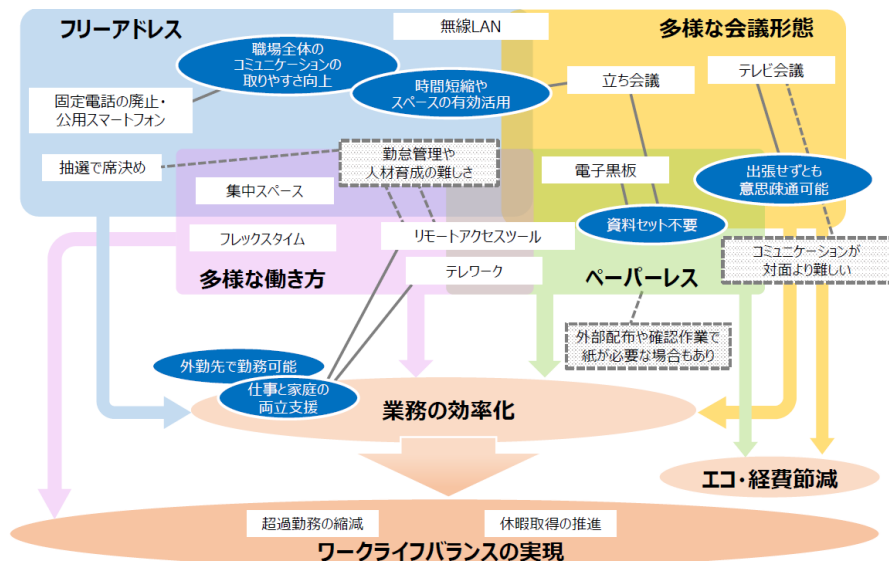 フリーアドレス
無線LAN
多様な会議形態
職場全体の
コミュニケーションの
取りやすさ向上
時間短縮や
スペースの有効活用
立ち会議
テレビ会議
固定電話の廃止・
公用スマートフォン
抽選で席決め
勤怠管理や
人材育成の難しさ
電子黒板
出張せずとも
意思疎通可能
集中スペース
資料セット不要
フレックスタイム
リモートアクセスツール
コミュニケーションが
対面より難しい
多様な働き方
テレワーク
ペーパーレス
外部配布や確認作業で
紙が必要な場合もあり
外勤先で勤務可能
仕事と家庭の
両立支援
業務の効率化
エコ・経費節減
超過勤務の縮減
休暇取得の推進
ワークライフバランスの実現